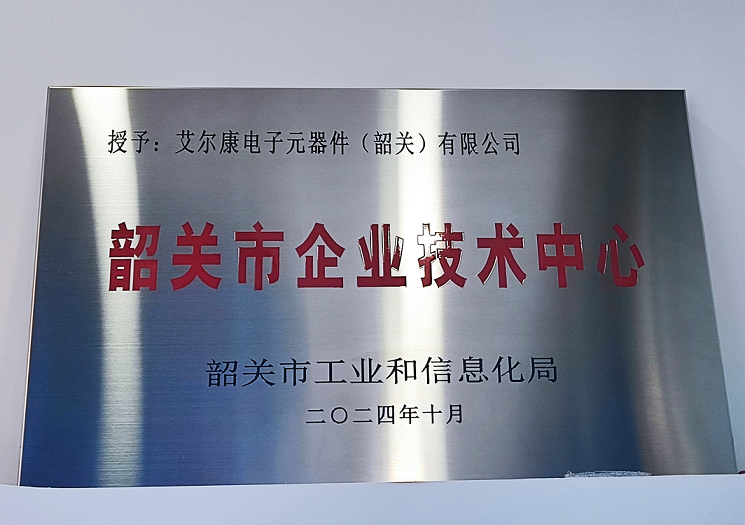 授予：艾尔康电子元器件（韶关）有限公司
韶关市企业技术中心
韶关市工业和信息化局
二〇二四年十月